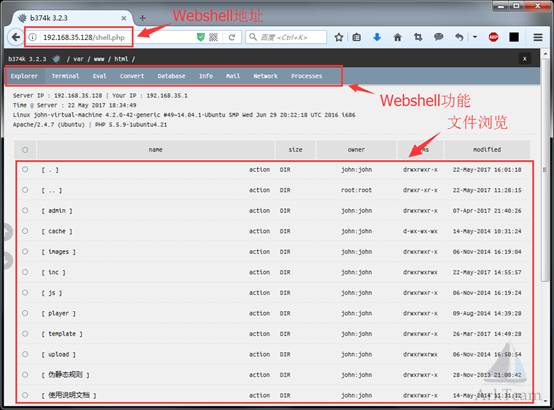 b374k 3.2.3
Webshell地址
192.168.35.128/shell.php
百度 <Ctrl+K>
ABP
b374k 3.2.3 / var / www / html /
x
Explorer Terminal Eval Convert Database Info Mail Network Processes
Webshell功能
Server IP : 192.168.35.128 | Your IP : 192.168.35.1
Time @ Server : 22 May 2017 18:34:49
Linux john-virtual-machine 4.2.0-42-generic #49~14.04.1-Ubuntu SMP Wed Jun 29 20:22:18 UTC 2016 i686
Apache/2.4.7 (Ubuntu) | PHP 5.5.9-1ubuntu4.21
文件浏览
name size owner modified
[ . ] action DIR john:john drwxrwxr-x 22-May-2017 16:01:18
[ .. ] action DIR root:root drwxr-xr-x 22-May-2017 11:28:15
[ admin ] action DIR john:john drwxrwxr-x 07-Apr-2017 21:40:26
[ cache ] action DIR john:john d-wx-wx-wx 14-May-2014 10:31:24
[ images ] action DIR john:john drwxrwxr-x 06-Nov-2014 16:19:04
[ inc ] action DIR john:john drwxrwxrwx 22-May-2017 14:55:57
[ js ] action DIR john:john drwxrwxr-x 06-Nov-2014 16:19:24
[ player ] action DIR john:john drwxrwxr-x 09-Aug-2014 14:39:28
[ template ] action DIR john:john drwxrwxr-x 26-Mar-2017 14:49:28
[ upload ] action DIR john:john drwxrwxrwx 06-Nov-2014 16:50:54
[ 伪静态规则 ] action DIR john:john drwxrwxr-x 28-Nov-2013 21:08:42
[ 使用说明文档 ] action DIR john:john drwxrwxr-x 14-May-2014
ArkTeam